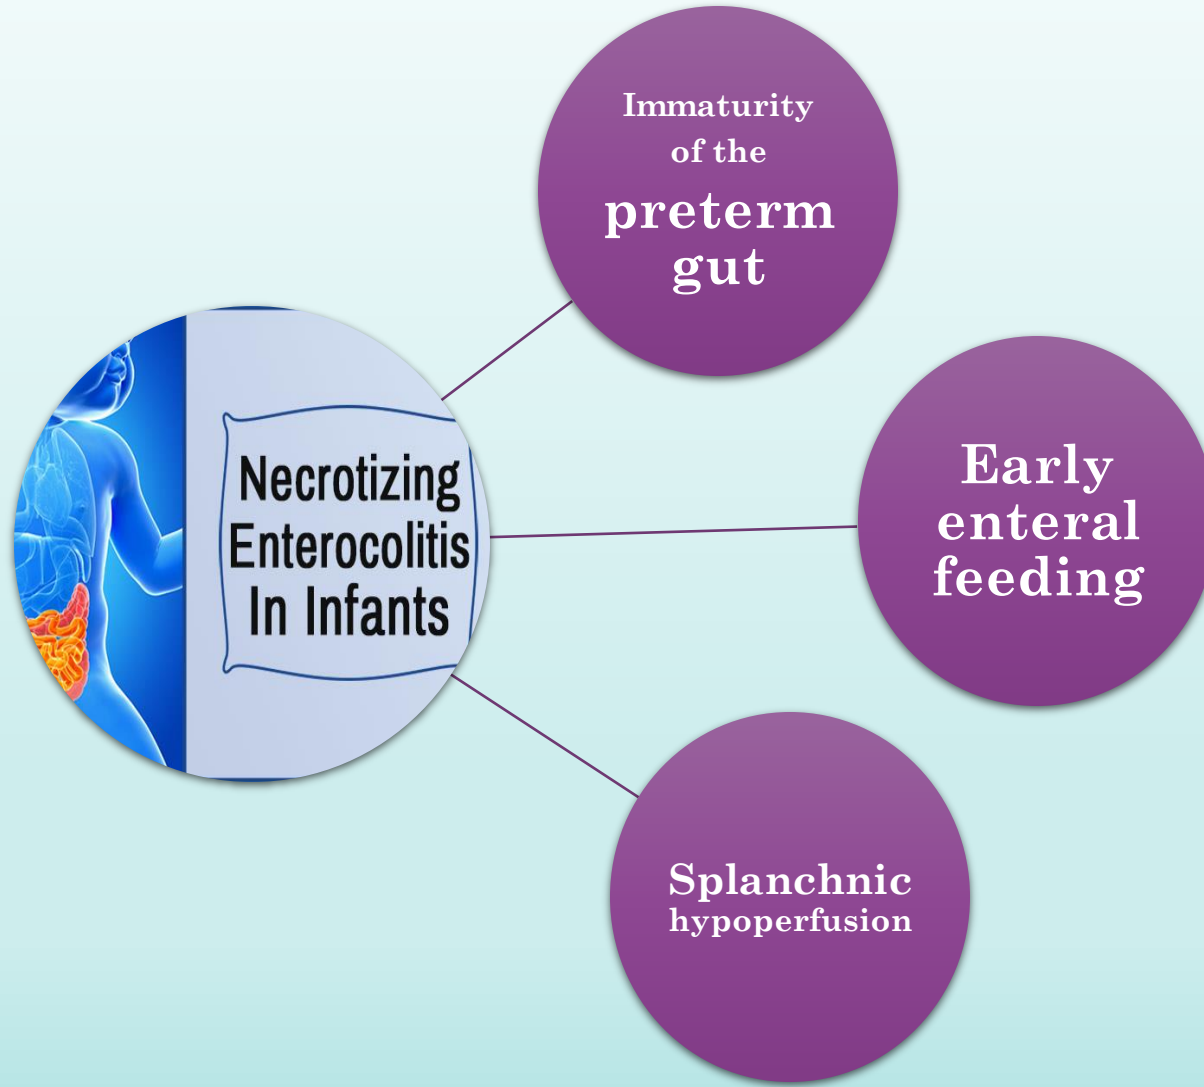 Immaturity
of the
preterm
gut
Necrotizing
Enterocolitis
In Infants
Early
enteral
feeding
Splanchnic
hypoperfusion